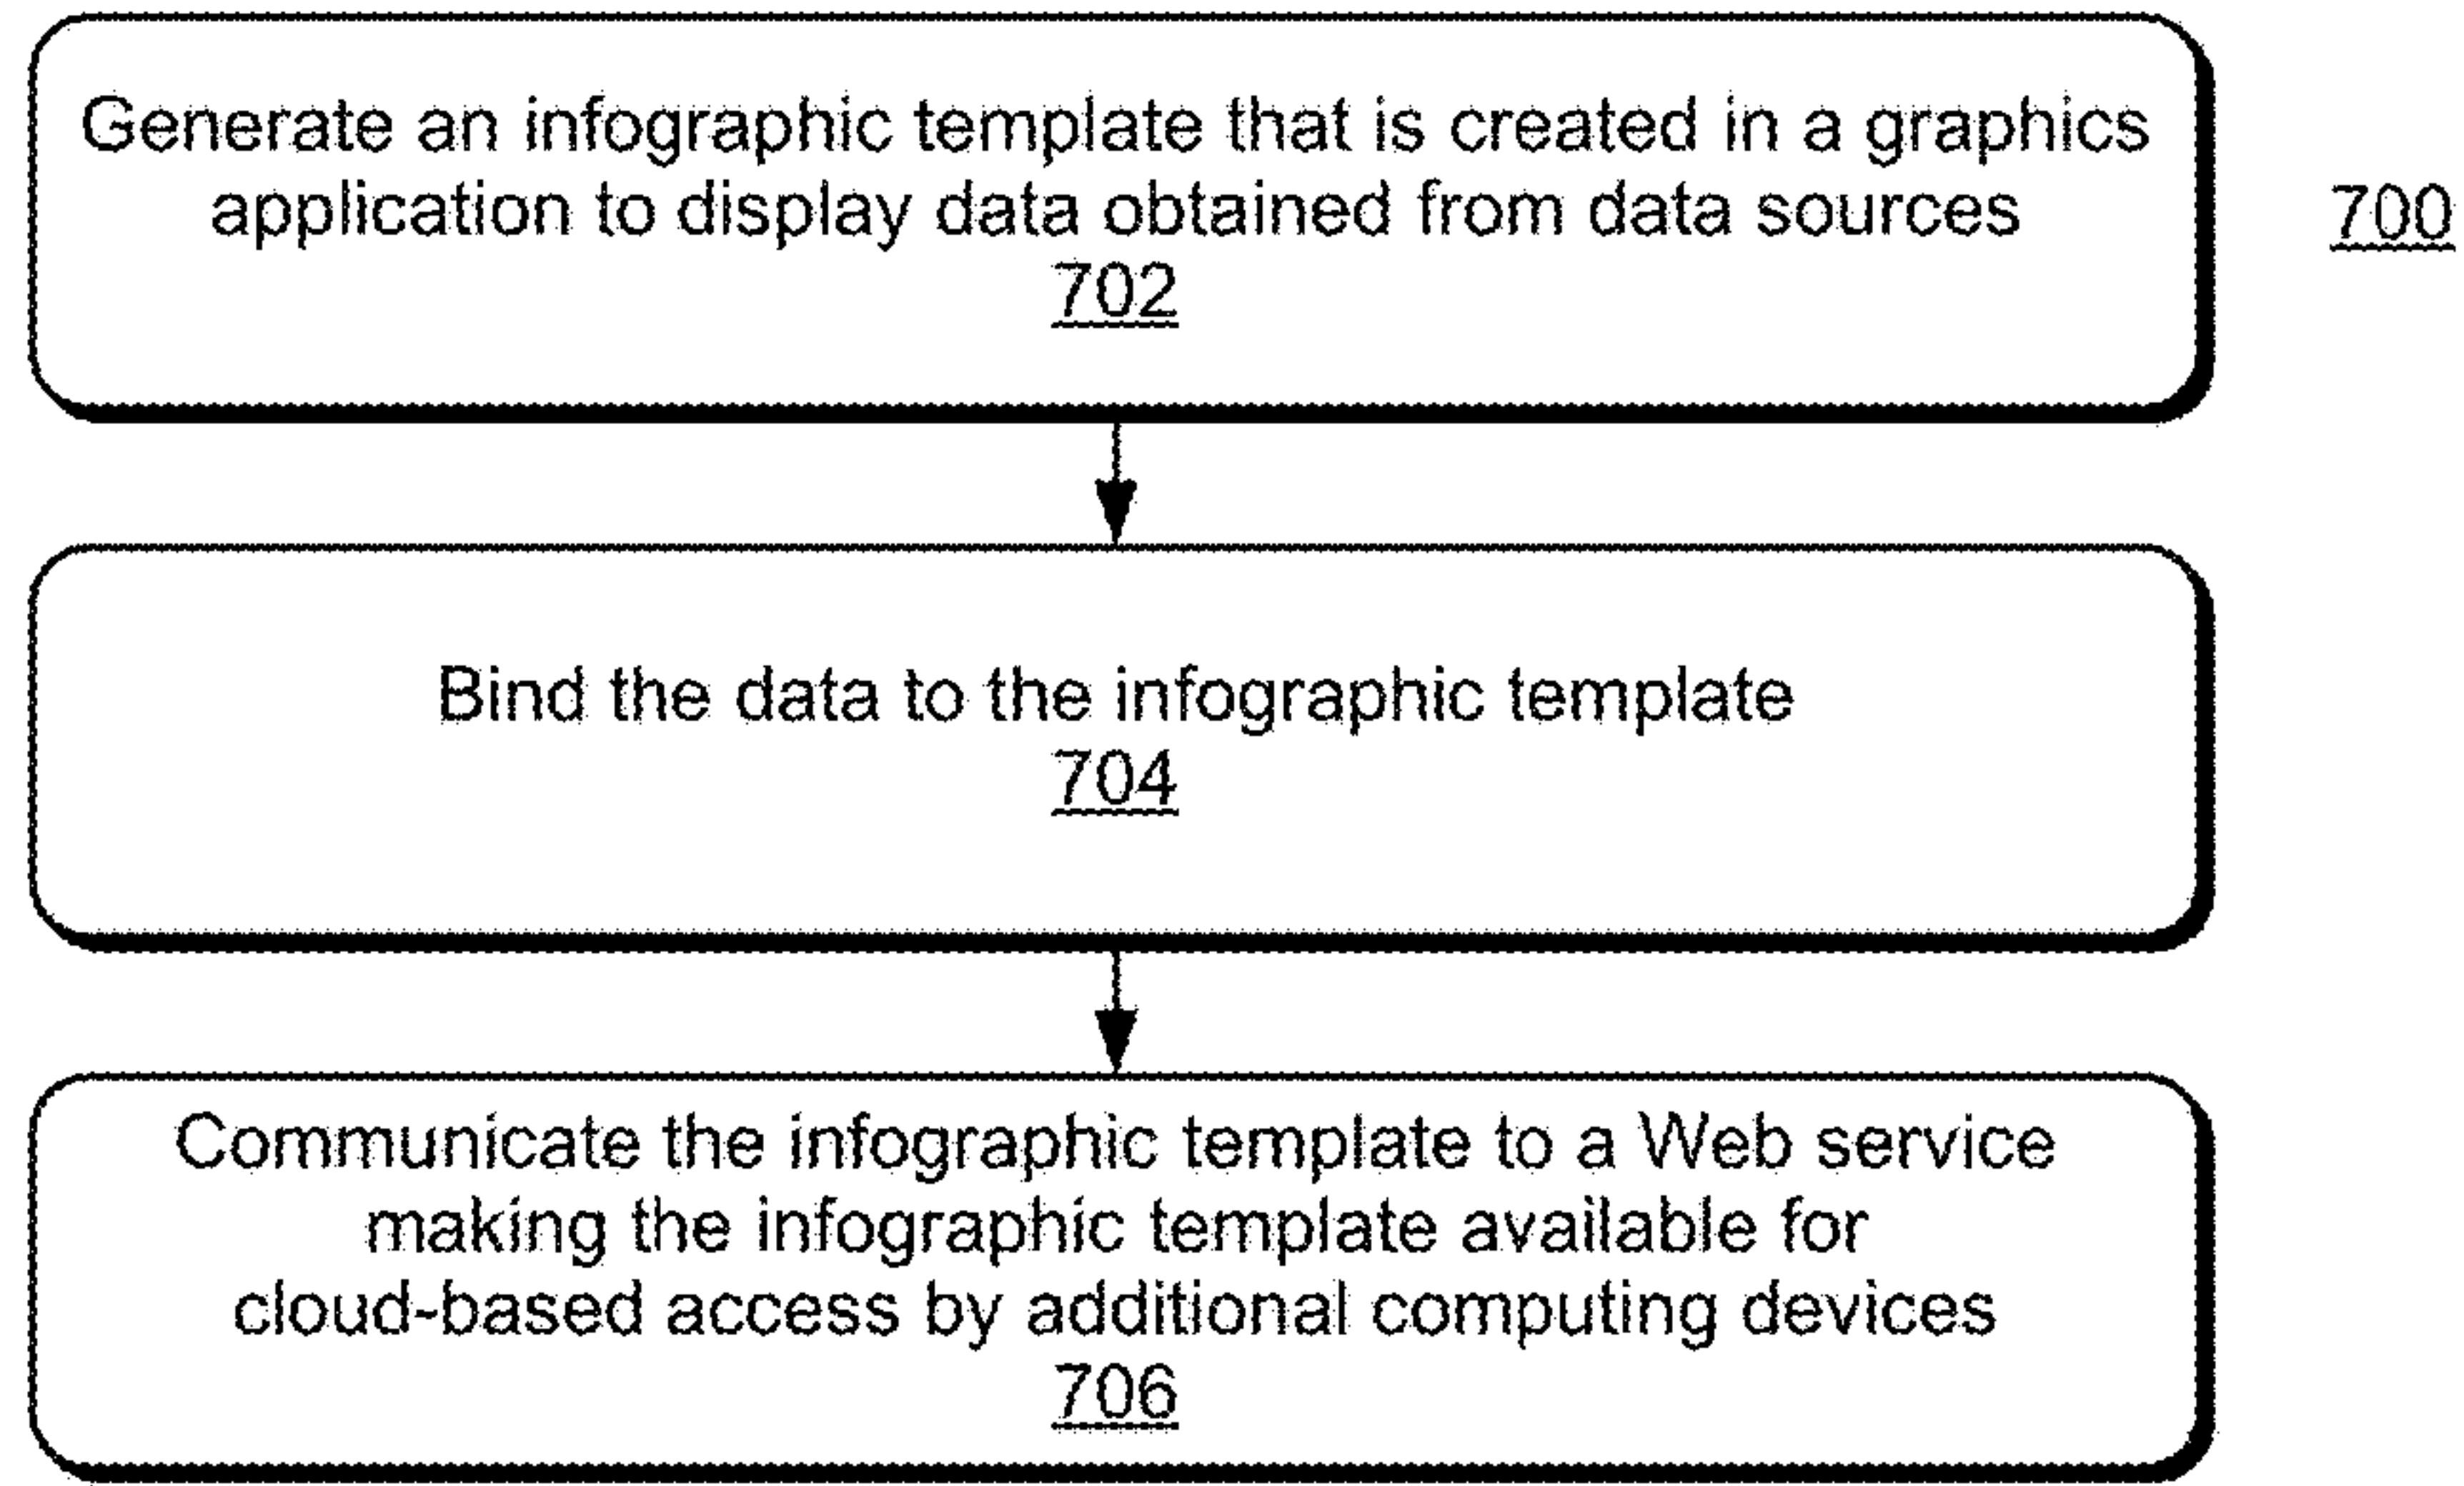 Generate an infographic template that is created in a graphics
application to display data obtained from data sources
702
700
Bind the data to the infographic template
704
Communicate the infographic template to a Web service
making the infographic template available for
cloud-based access by additional computing devices
706